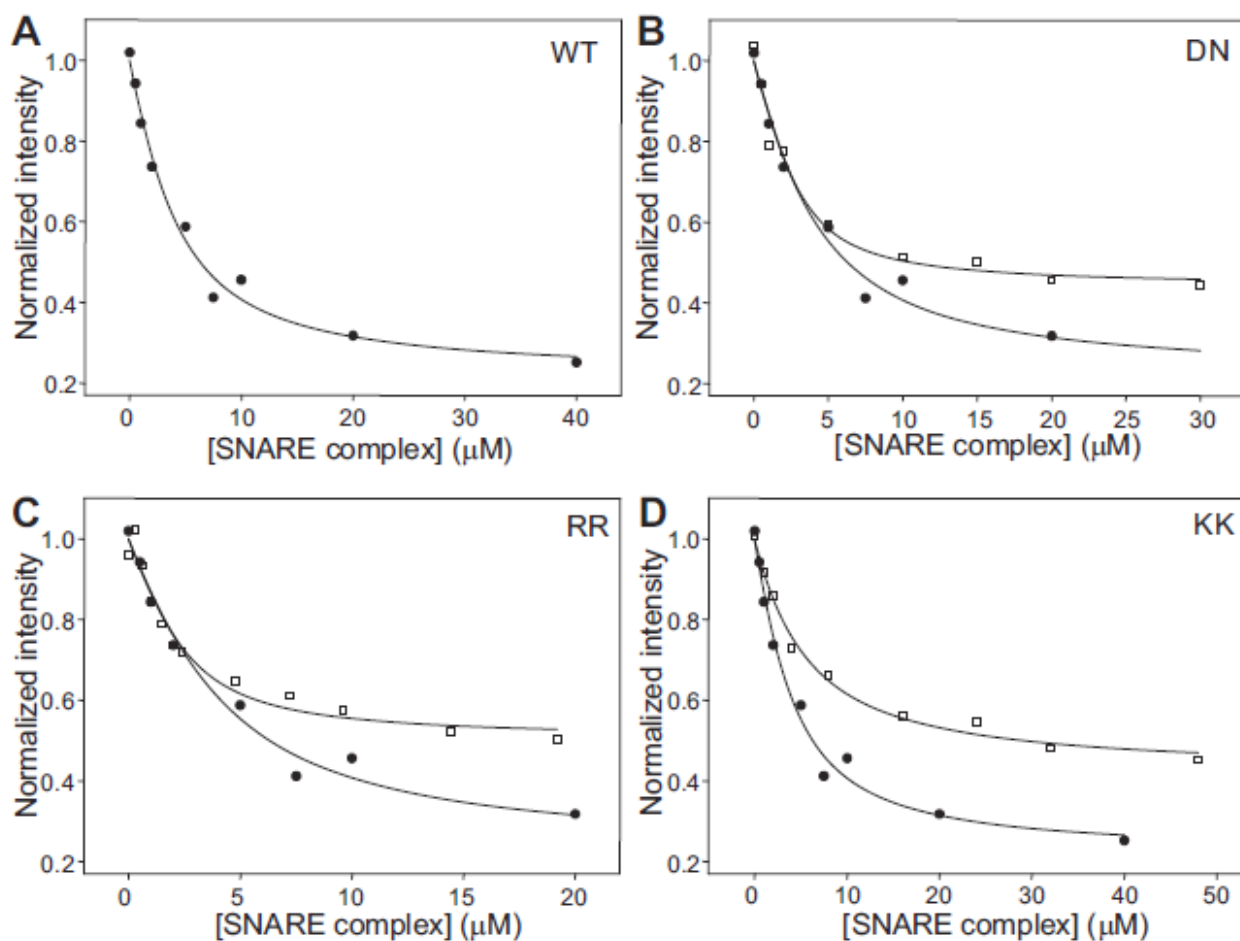 A
WT
Normalized intensity
1.0
0.8
0.6
0.4
0.2
0
10
20
30
40
[SNARE complex] (μM)
B
DN
Normalized intensity
1.0
0.8
0.6
0.4
0.2
0
5
10
15
20
25
30
[SNARE complex] (μM)
C
RR
Normalized intensity
1.0
0.8
0.6
0.4
0.2
0
5
10
15
20
[SNARE complex] (μM)
D
KK
Normalized intensity
1.0
0.8
0.6
0.4
0.2
0
10
20
30
40
50
[SNARE complex] (μM)